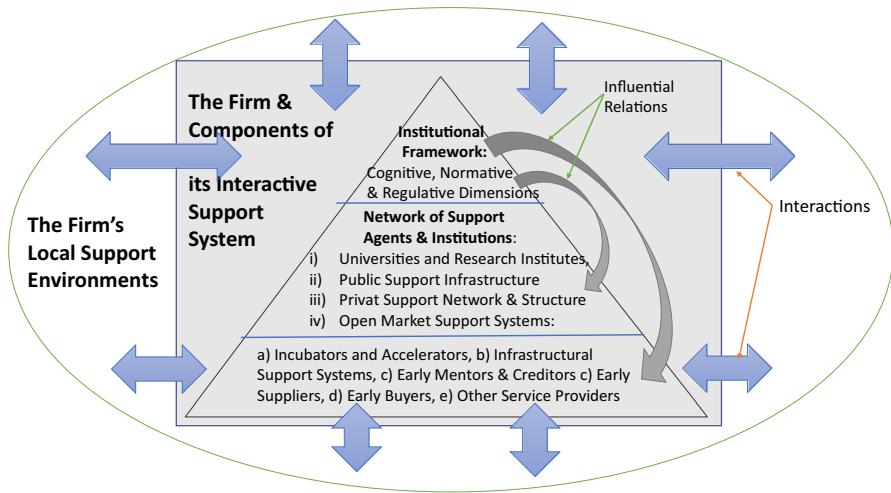 The Firm &
Components of
its Interactive
Support
System
The Firm's
Local Support
Environments
Institutional
Framework:
Cognitive, Normative
& Regulative Dimensions
Network of Support
Agents & Institutions:
i) Universities and Research Institutes,
ii) Public Support Infrastructure
iii) Privat Support Network & Structure
iv) Open Market Support Systems:
a) Incubators and Accelerators, b) Infrastructural
Support Systems, c) Early Mentors & Creditors c) Early
Suppliers, d) Early Buyers, e) Other Service Providers
Influential
Relations
Interactions